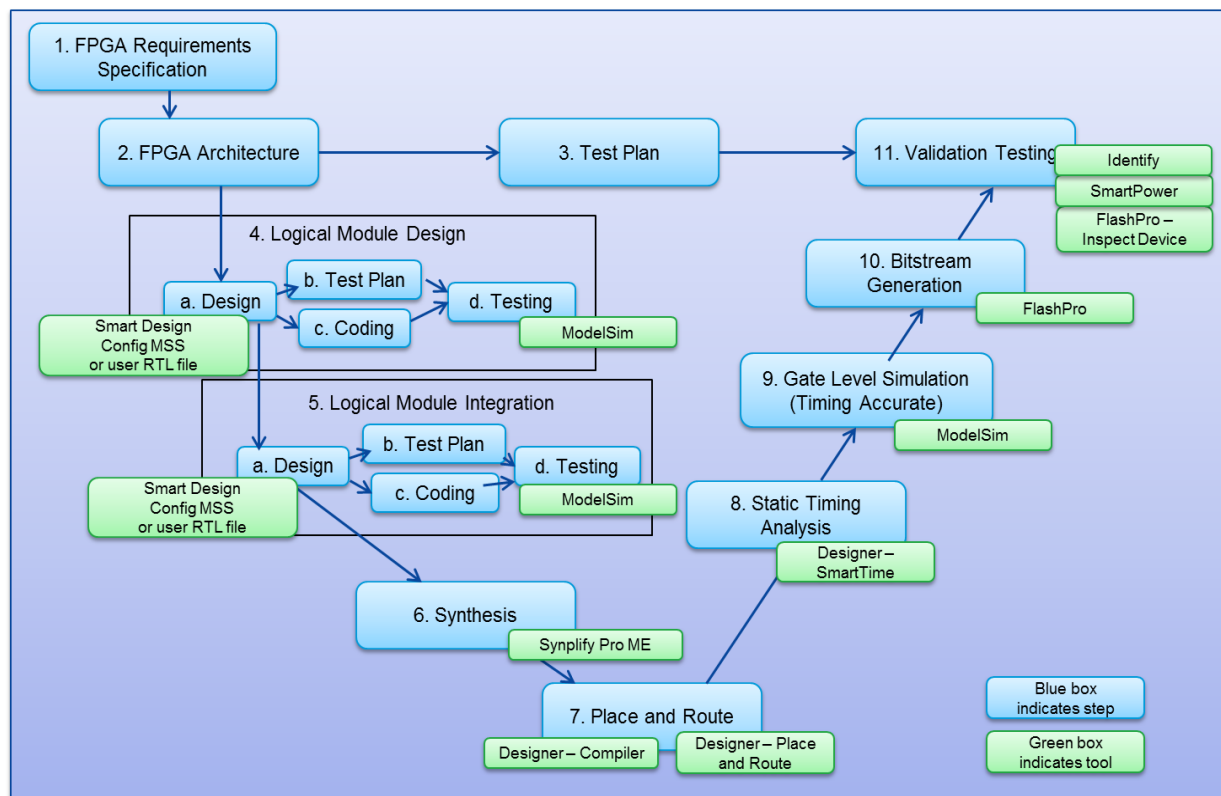 1. FPGA Requirements
Specification
2. FPGA Architecture
3. Test Plan
11. Validation Testing
Identify
SmartPower
FlashPro –
Inspect Device
4. Logical Module Design
a. Design
b. Test Plan
c. Coding
d. Testing
Smart Design
Config MSS
or user RTL file
ModelSim
10. Bitstream
Generation
FlashPro
9. Gate Level Simulation
(Timing Accurate)
ModelSim
5. Logical Module Integration
a. Design
b. Test Plan
c. Coding
d. Testing
Smart Design
Config MSS
or user RTL file
ModelSim
8. Static Timing
Analysis
Designer –
SmartTime
6. Synthesis
Synplify Pro ME
7. Place and Route
Designer – Compiler
Designer – Place
and Route
Blue box
indicates step
Green box
indicates tool